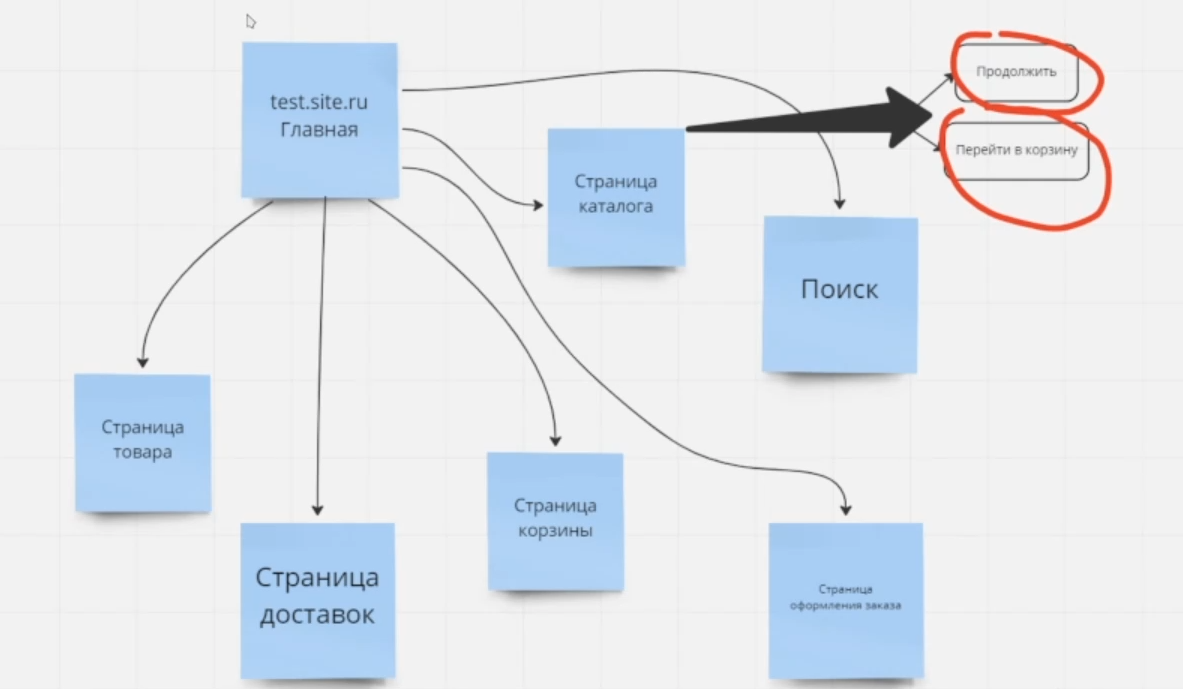 test.site.ru
Главная
Продолжить
Перейти в корзину
Страница
каталога
Поиск
Страница
товара
Страница
корзины
Страница
доставок
Страница
оформления заказа